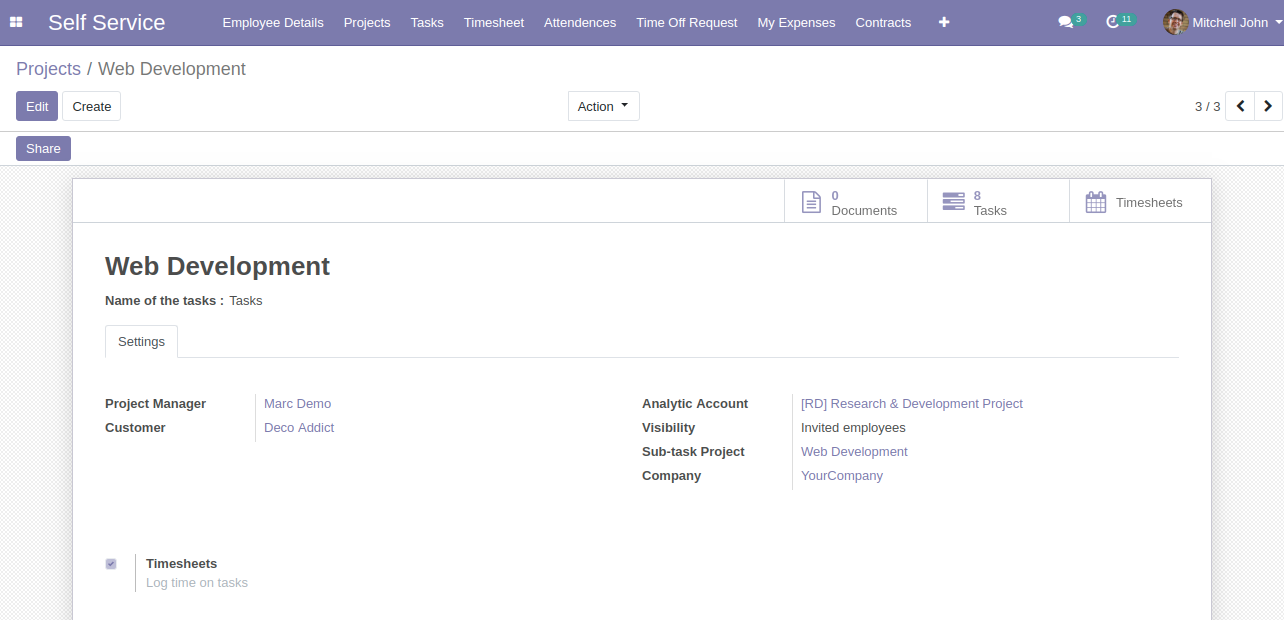 Self Service Employee Details Projects Tasks Timesheet Attendences Time Off Request My Expenses Contracts 3 11 Mitchell John
Projects / Web Development
Edit Create Action 3 / 3
Share
0 Documents 8 Tasks Timesheets
Web Development
Name of the tasks : Tasks
Settings
Project Manager Marc Demo
Customer Deco Addict
Analytic Account [RD] Research & Development Project
Visibility Invited employees
Sub-task Project Web Development
Company YourCompany
Timesheets
Log time on tasks